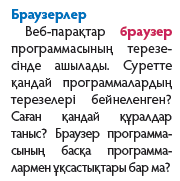 Браузерлер
Веб-парақтар браузер
программасының терезе-
сінде ашылады. Суретте
қандай программалардың
терезелері бейнеленген?
Саған қандай құралдар
таныс? Браузер программа-
сының басқа программа-
лармен ұқсастықтары бар ма?